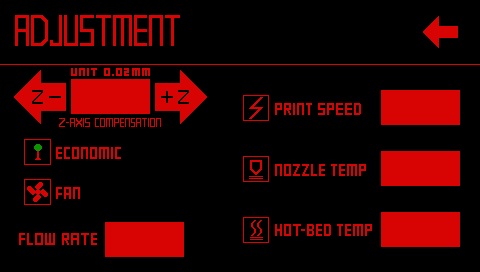 ADJUSTMENT
UNIT 0.02MM
Z- +Z
Z-AXIS COMPENSATION
ECONOMIC
FAN
FLOW RATE
PRINT SPEED
NOZZLE TEMP
HOT-BED TEMP